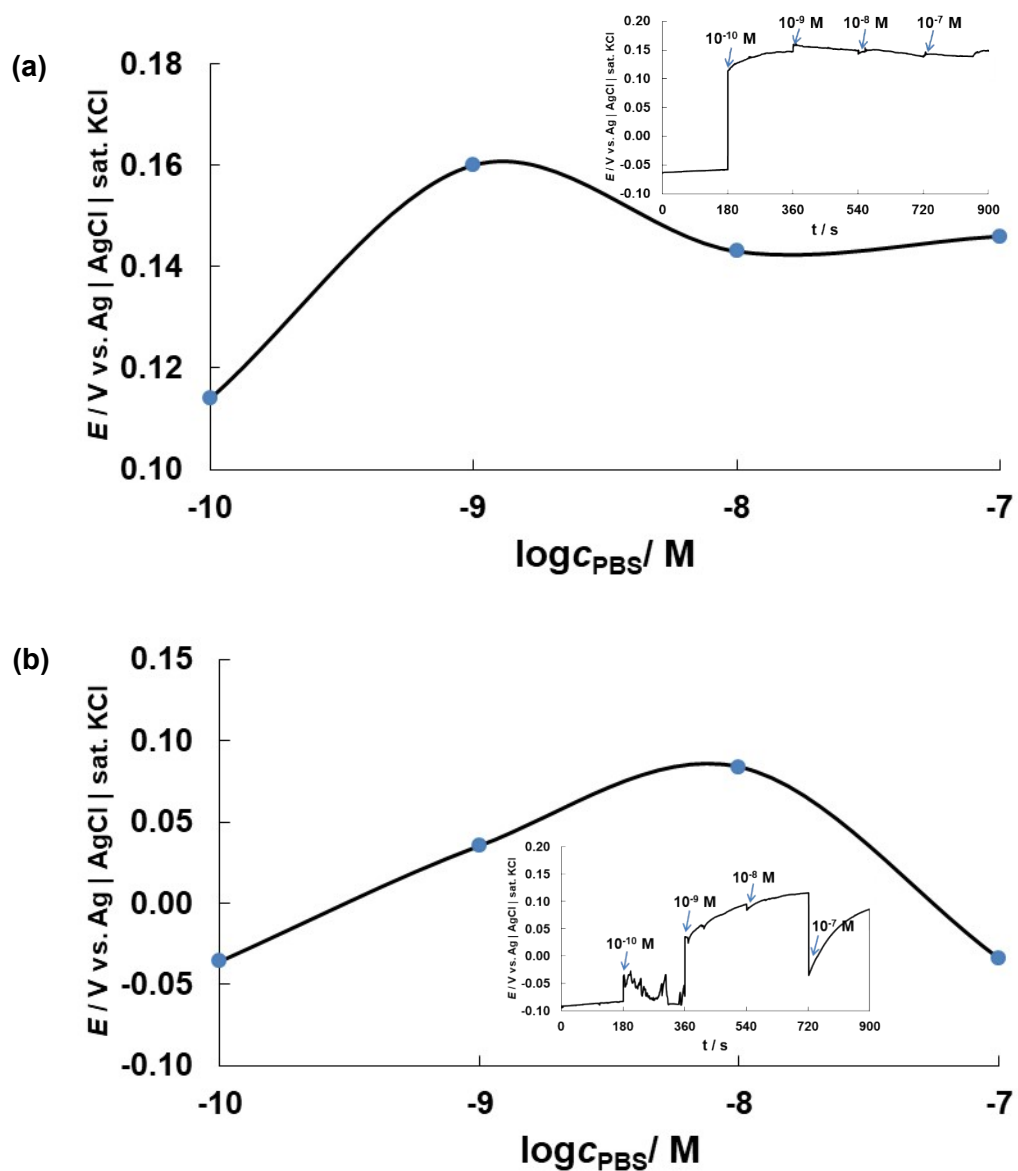 (a)
E / V vs. Ag | AgCl | sat. KCl
0.18
0.16
0.14
0.12
0.10
-10
-9
-8
-7
logcPBS/ M
E / V vs. Ag | AgCl | sat. KCl
0.20
0.15
0.10
0.05
0.00
-0.05
-0.10
0
180
360
540
720
900
t / s
10-10 M
10-9 M
10-8 M
10-7 M
(b)
E / V vs. Ag | AgCl | sat. KCl
0.15
0.10
0.05
0.00
-0.05
-0.10
-10
-9
-8
-7
logcPBS/ M
E / V vs. Ag | AgCl | sat. KCl
0.20
0.15
0.10
0.05
0.00
-0.05
-0.10
0
180
360
540
720
900
t / s
10-10 M
10-9 M
10-8 M
10-7 M